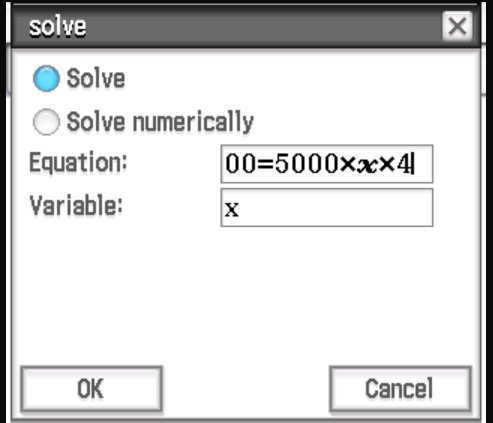 solve
Solve
Solve numerically
Equation: 00=5000×x×4
Variable: x
OK Cancel